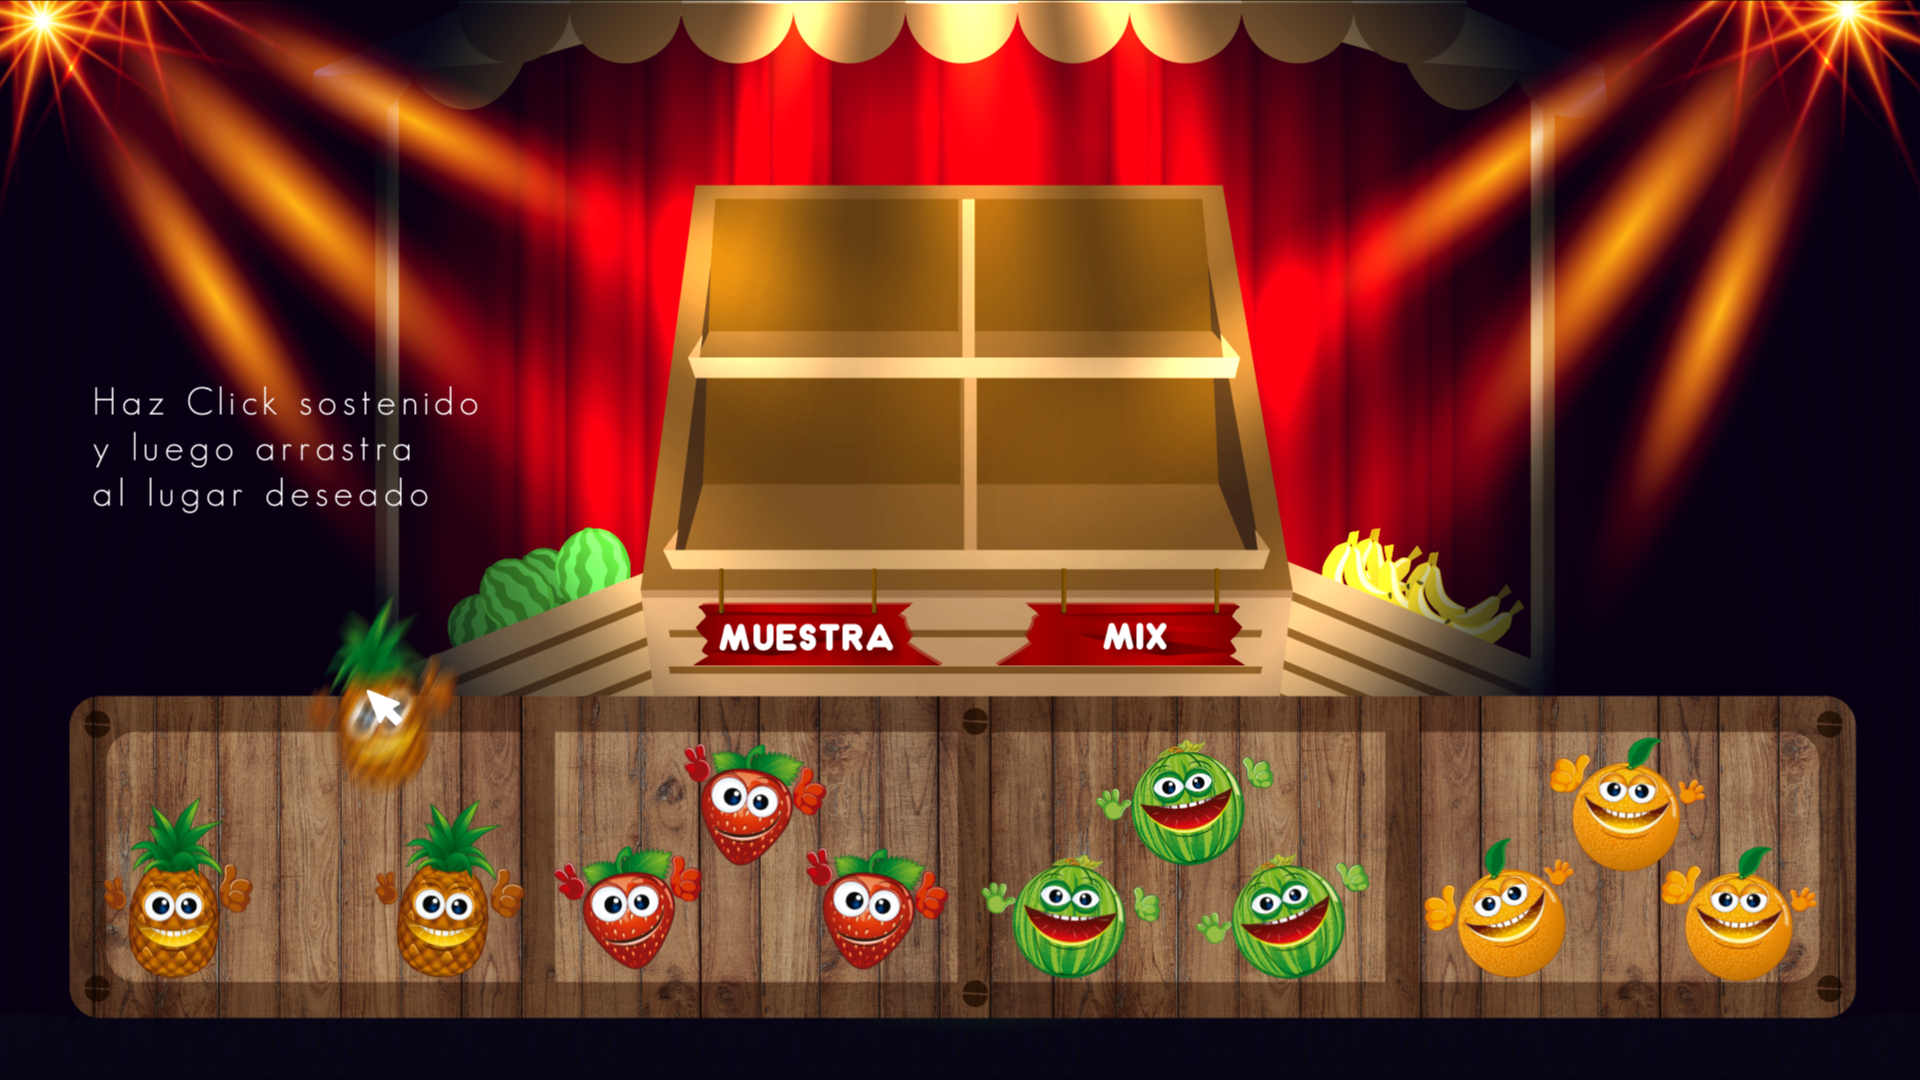 Haz Click sostenido
y luego arrastra
al lugar deseado
MUESTRA
MIX